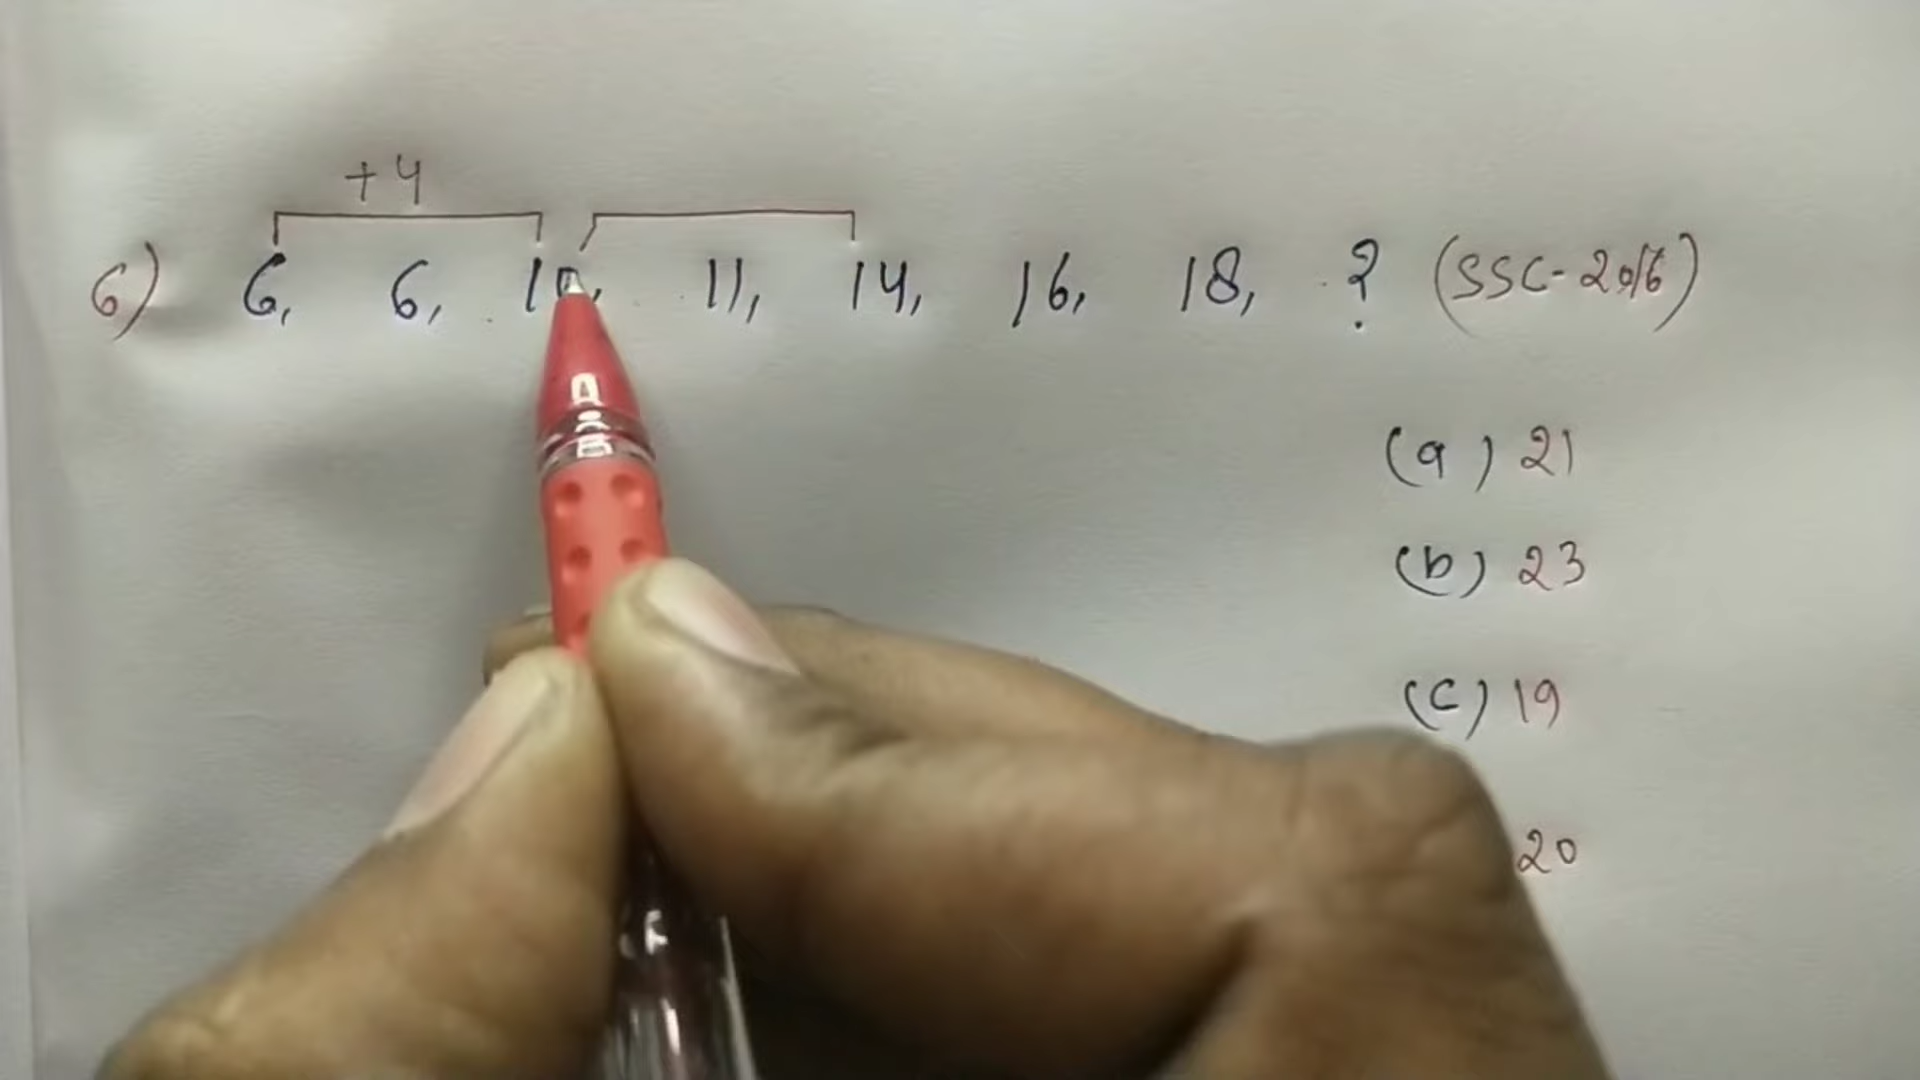 +4
6) 6, 6, 10, 11, 14, 16, 18, ? (SSC-2016)
(a) 21
(b) 23
(c) 19
20